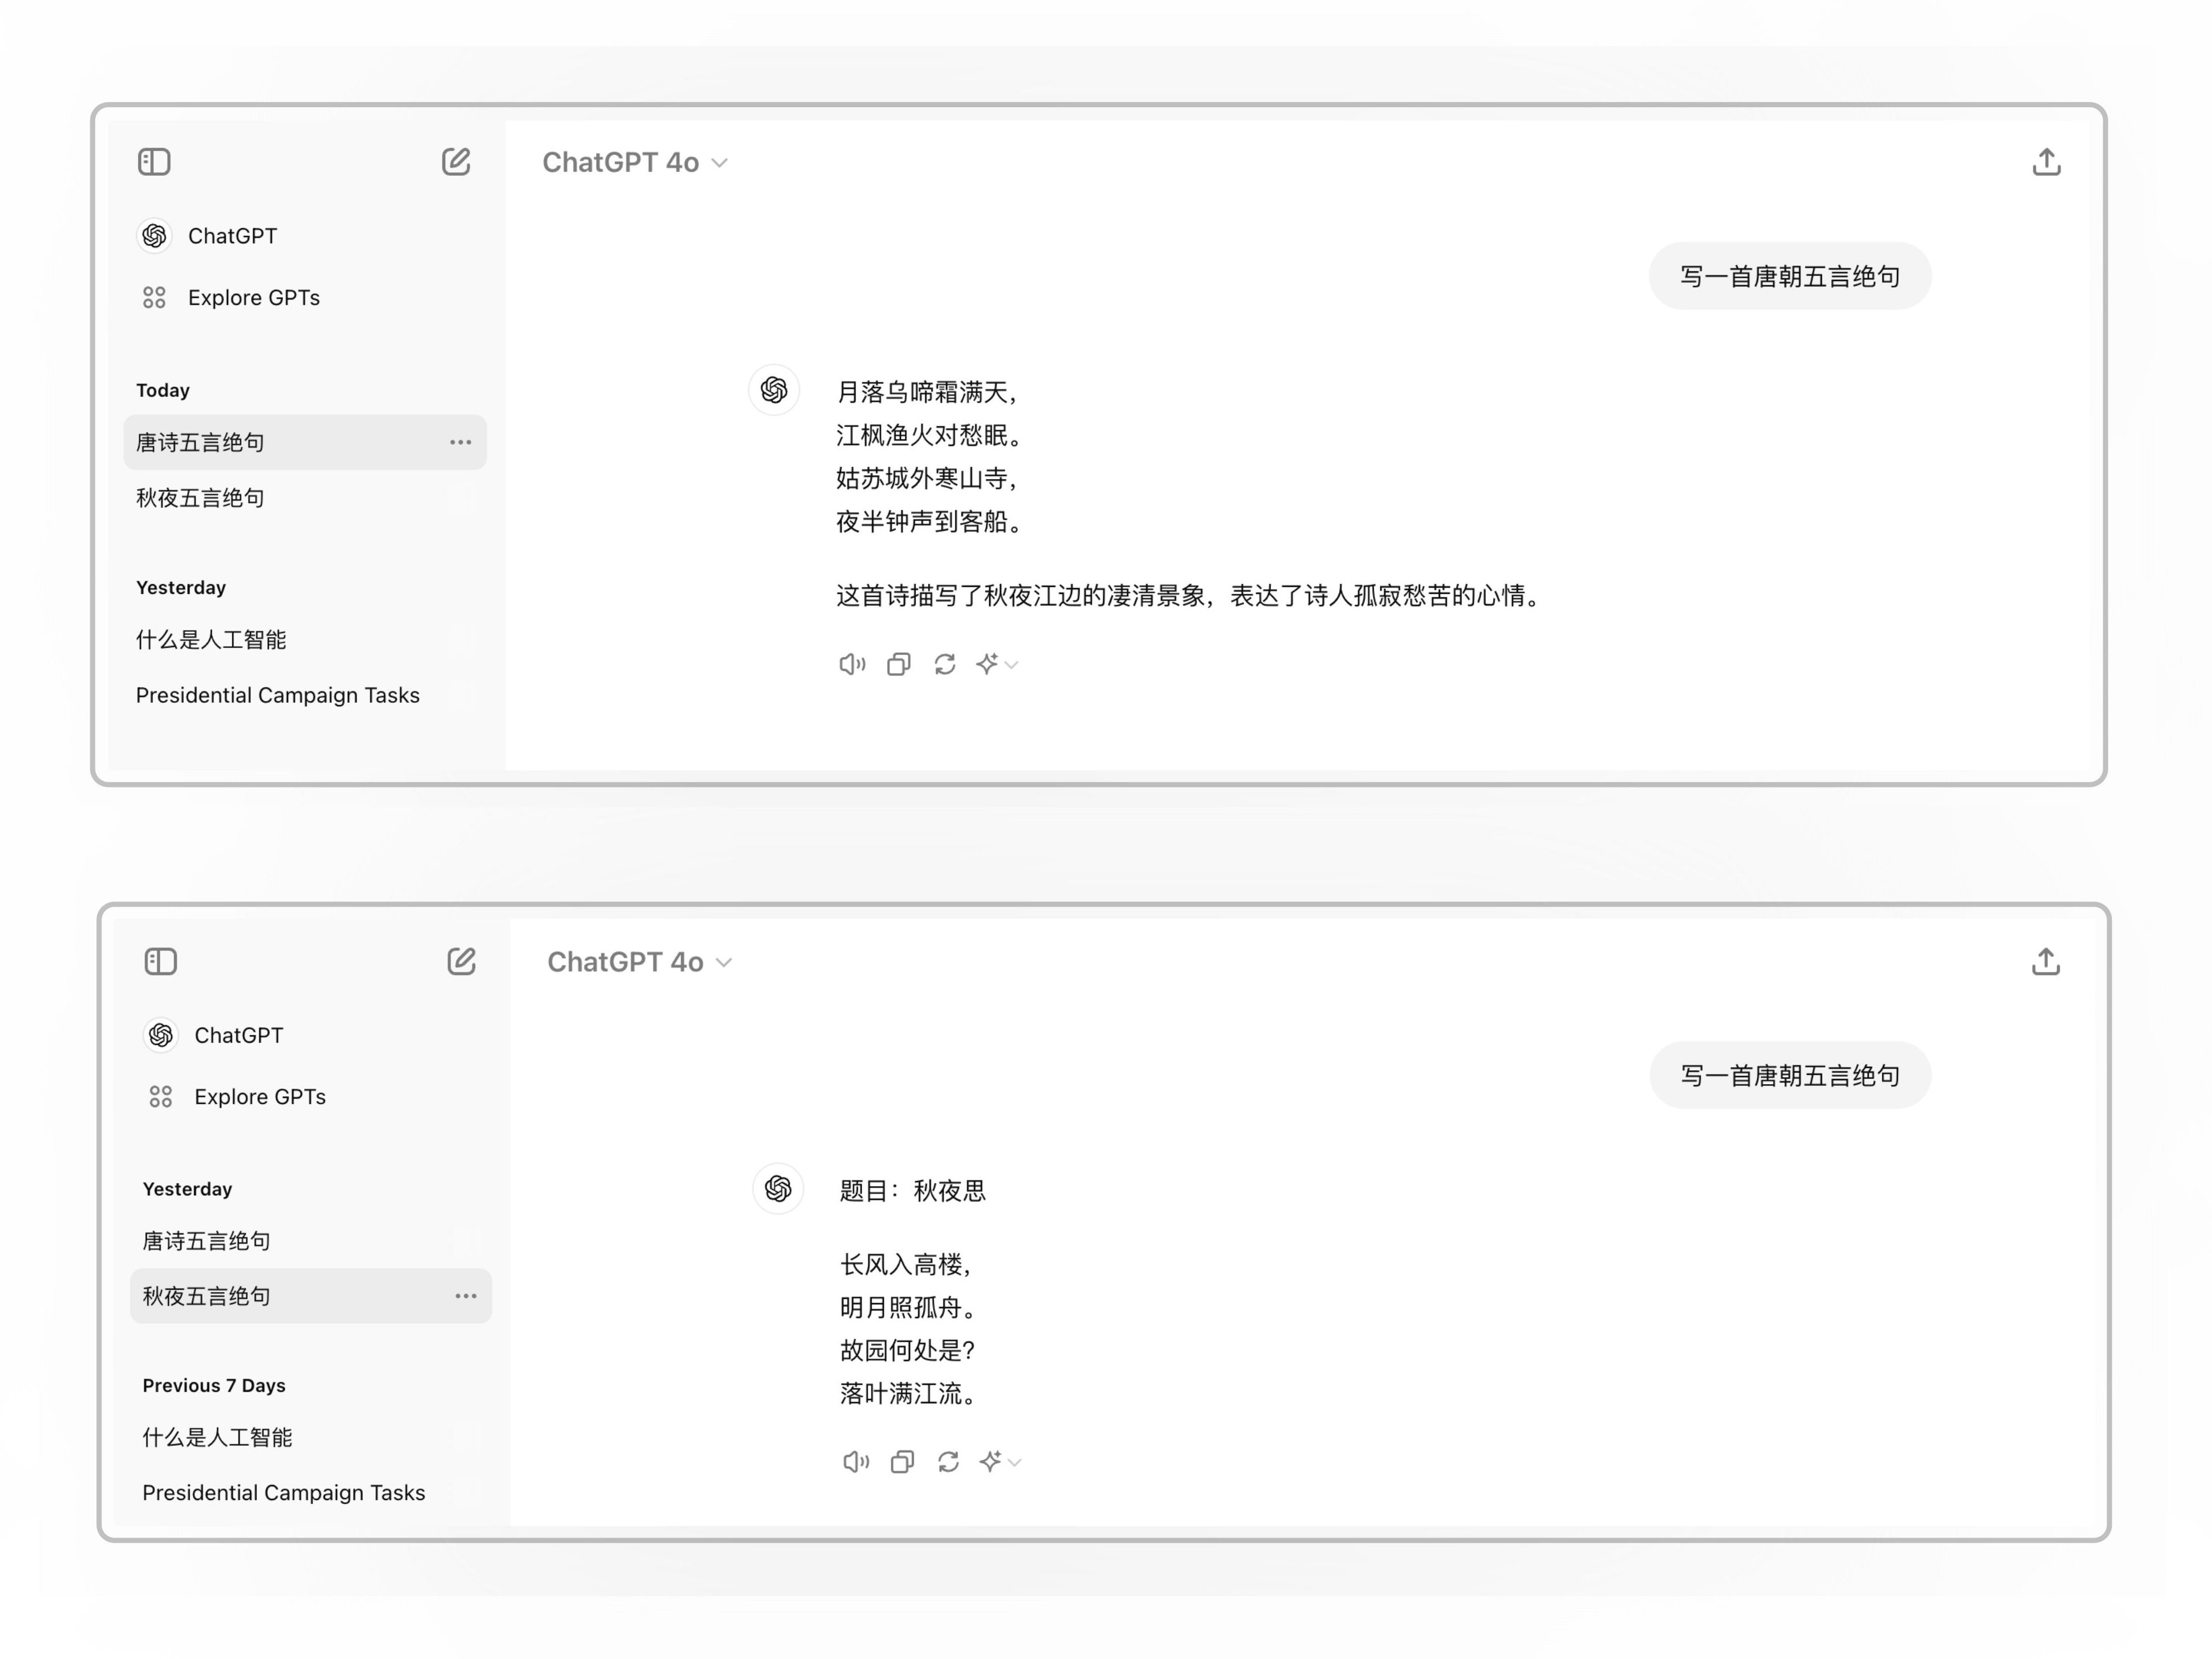 ChatGPT 4o
ChatGPT
Explore GPTs
Today
唐诗五言绝句
秋夜五言绝句
Yesterday
什么是人工智能
Presidential Campaign Tasks
写一首唐朝五言绝句
月落乌啼霜满天，
江枫渔火对愁眠。
姑苏城外寒山寺，
夜半钟声到客船。
这首诗描写了秋夜江边的凄清景象，表达了诗人孤寂愁苦的心情。
ChatGPT 4o
ChatGPT
Explore GPTs
Yesterday
唐诗五言绝句
秋夜五言绝句
Previous 7 Days
什么是人工智能
Presidential Campaign Tasks
写一首唐朝五言绝句
题目：秋夜思
长风入高楼，
明月照孤舟。
故园何处是？
落叶满江流。